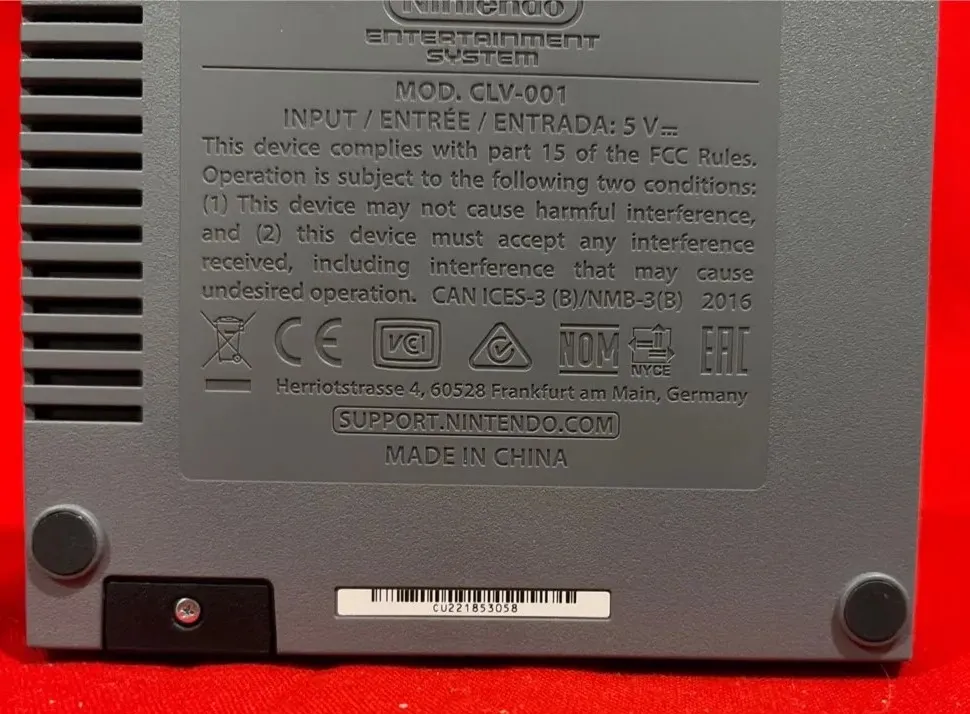 Nintendo
ENTERTAINMENT
SYSTEM
MOD. CLV-001
INPUT / ENTRÉE / ENTRADA: 5 V⎓
This device complies with part 15 of the FCC Rules.
Operation is subject to the following two conditions:
(1) This device may not cause harmful interference,
and (2) this device must accept any interference
received, including interference that may cause
undesired operation. CAN ICES-3 (B)/NMB-3(B) 2016
CE VCI NOM NYCE EAC
Herriotstrasse 4, 60528 Frankfurt am Main, Germany
SUPPORT.NINTENDO.COM
MADE IN CHINA
CU221853058